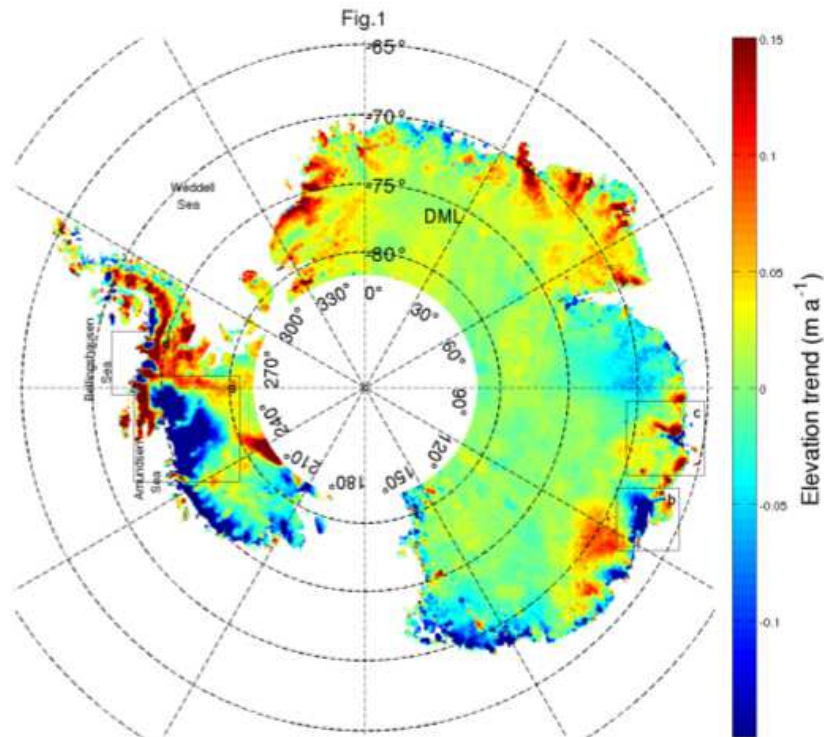 Fig.1
-65°
-70°
-75°
-80°
Weddell
Sea
DML
Bellingshausen
Sea
Amundsen
Sea
0°
30°
60°
90°
120°
150°
180°
210°
240°
270°
300°
330°
c
b
0.15
0.1
0.05
0
-0.05
-0.1
Elevation trend (m a⁻¹)